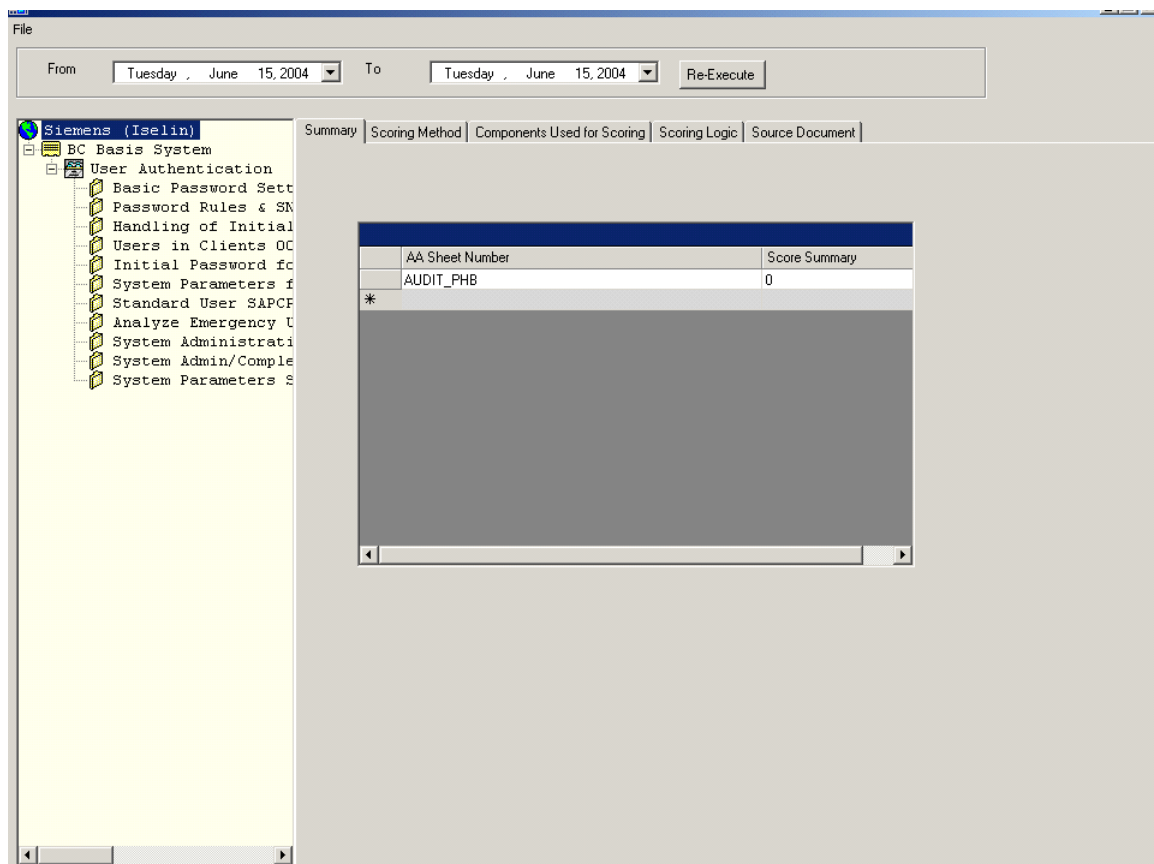 File
From Tuesday , June 15, 2004 To Tuesday , June 15, 2004 Re-Execute
Siemens (Iselin)
BC Basis System
User Authentication
Basic Password Sett
Password Rules & SN
Handling of Initial
Users in Clients 00
Initial Password fo
System Parameters f
Standard User SAPCP
Analyze Emergency U
System Administrati
System Admin/Comple
System Parameters S
Summary Scoring Method Components Used for Scoring Scoring Logic Source Document
AA Sheet Number Score Summary
AUDIT_PHB 0
*